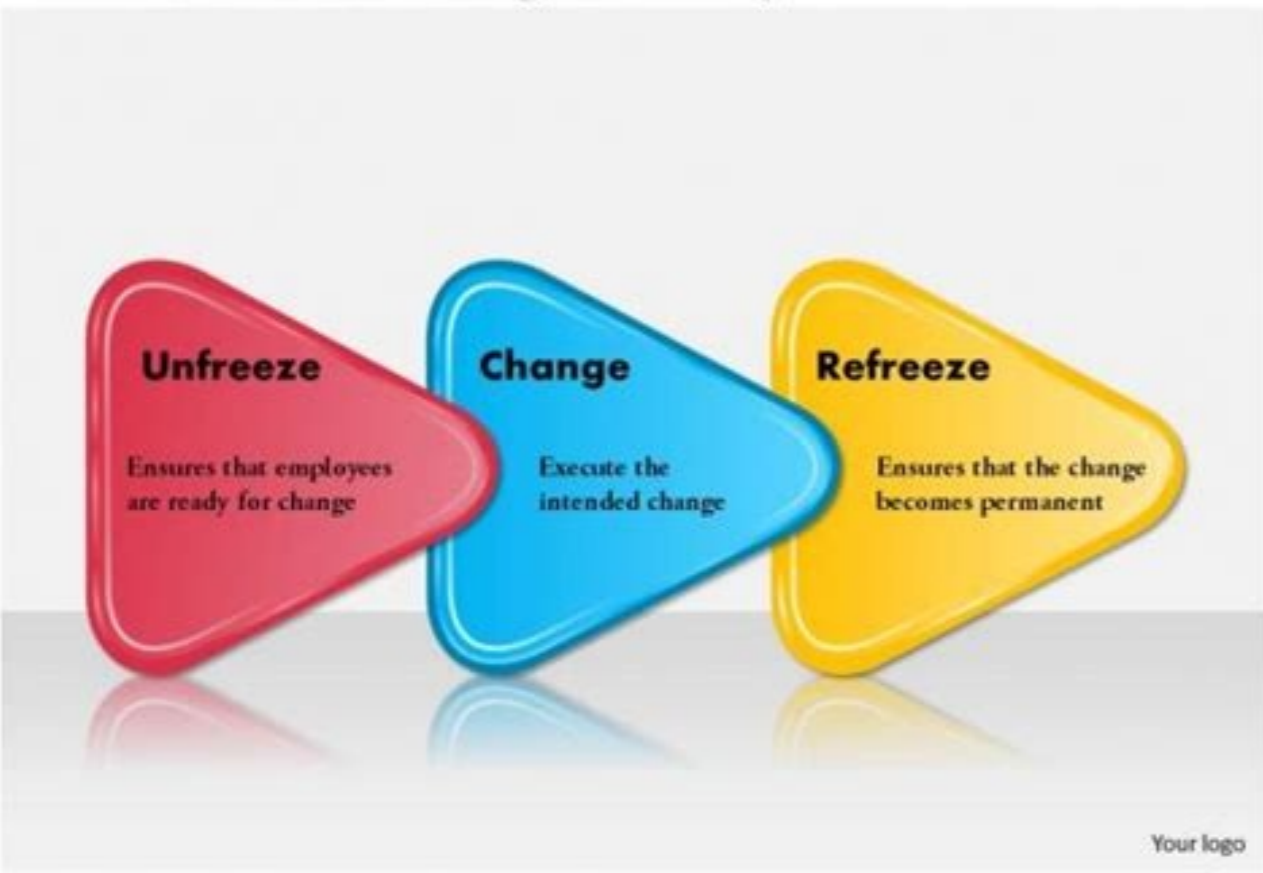 Unfreeze
Ensures that employees
are ready for change
Change
Execute the
intended change
Refreeze
Ensures that the change
becomes permanent
Your logo